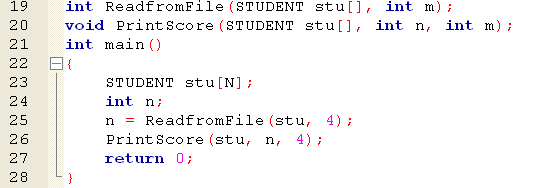 19 int ReadfromFile(STUDENT stu[], int m);
20 void PrintScore(STUDENT stu[], int n, int m);
21 int main()
22 {
23     STUDENT stu[N];
24     int n;
25     n = ReadfromFile(stu, 4);
26     PrintScore(stu, n, 4);
27     return 0;
28 }